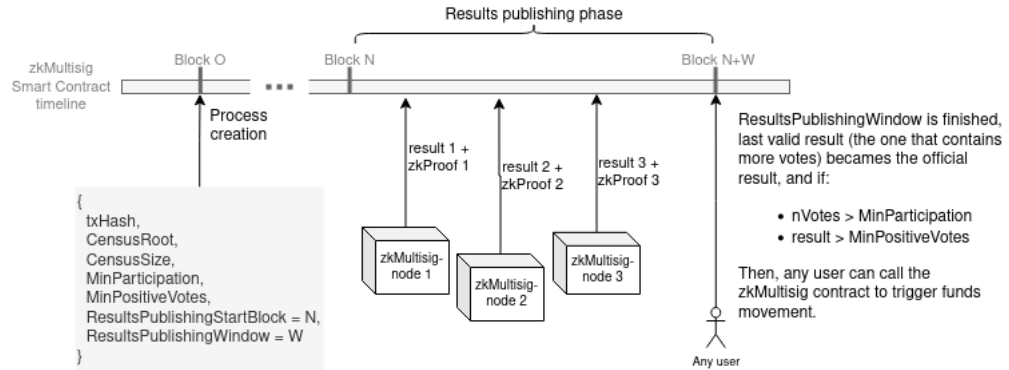 Results publishing phase
zkMultisig
Smart Contract
timeline
Block O
Block N
Block N+W
Process
creation
{
txHash,
CensusRoot,
CensusSize,
MinParticipation,
MinPositiveVotes,
ResultsPublishingStartBlock = N,
ResultsPublishingWindow = W
}
result 1 +
zkProof 1
zkMultisig-
node 1
result 2 +
zkProof 2
zkMultisig-
node 2
result 3 +
zkProof 3
zkMultisig-
node 3
ResultsPublishingWindow is finished,
last valid result (the one that contains
more votes) becames the official
result, and if:
• nVotes > MinParticipation
• result > MinPositiveVotes
Then, any user can call the
zkMultisig contract to trigger funds
movement.
Any user